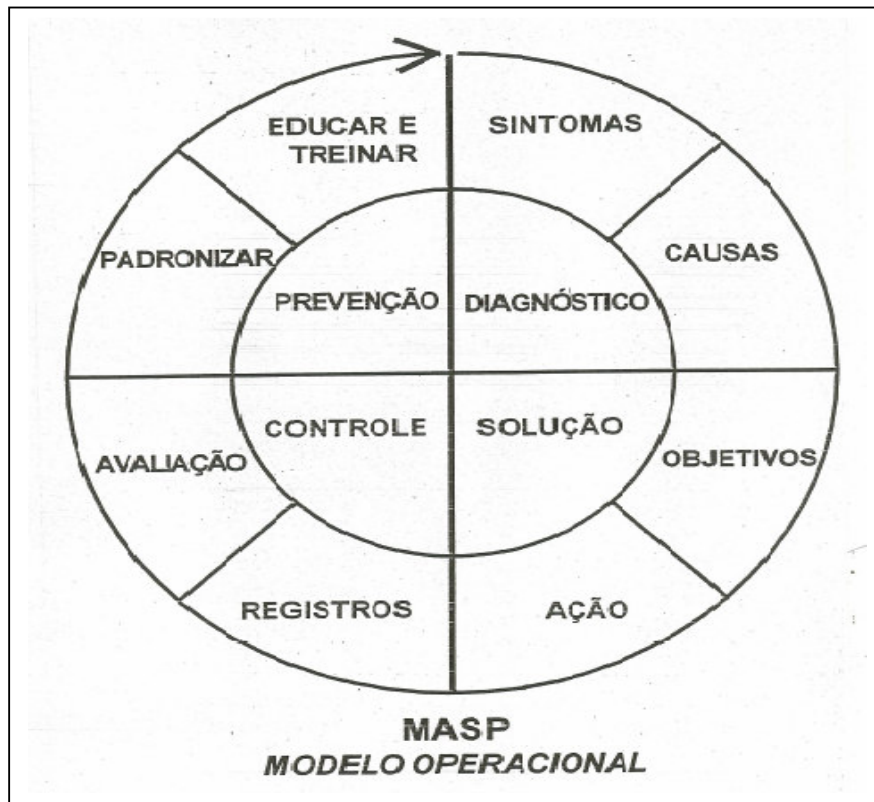 EDUCAR E
TREINAR
SINTOMAS
PADRONIZAR
CAUSAS
PREVENÇÃO
DIAGNÓSTICO
CONTROLE
SOLUÇÃO
AVALIAÇÃO
OBJETIVOS
REGISTROS
AÇÃO
MASP
MODELO OPERACIONAL